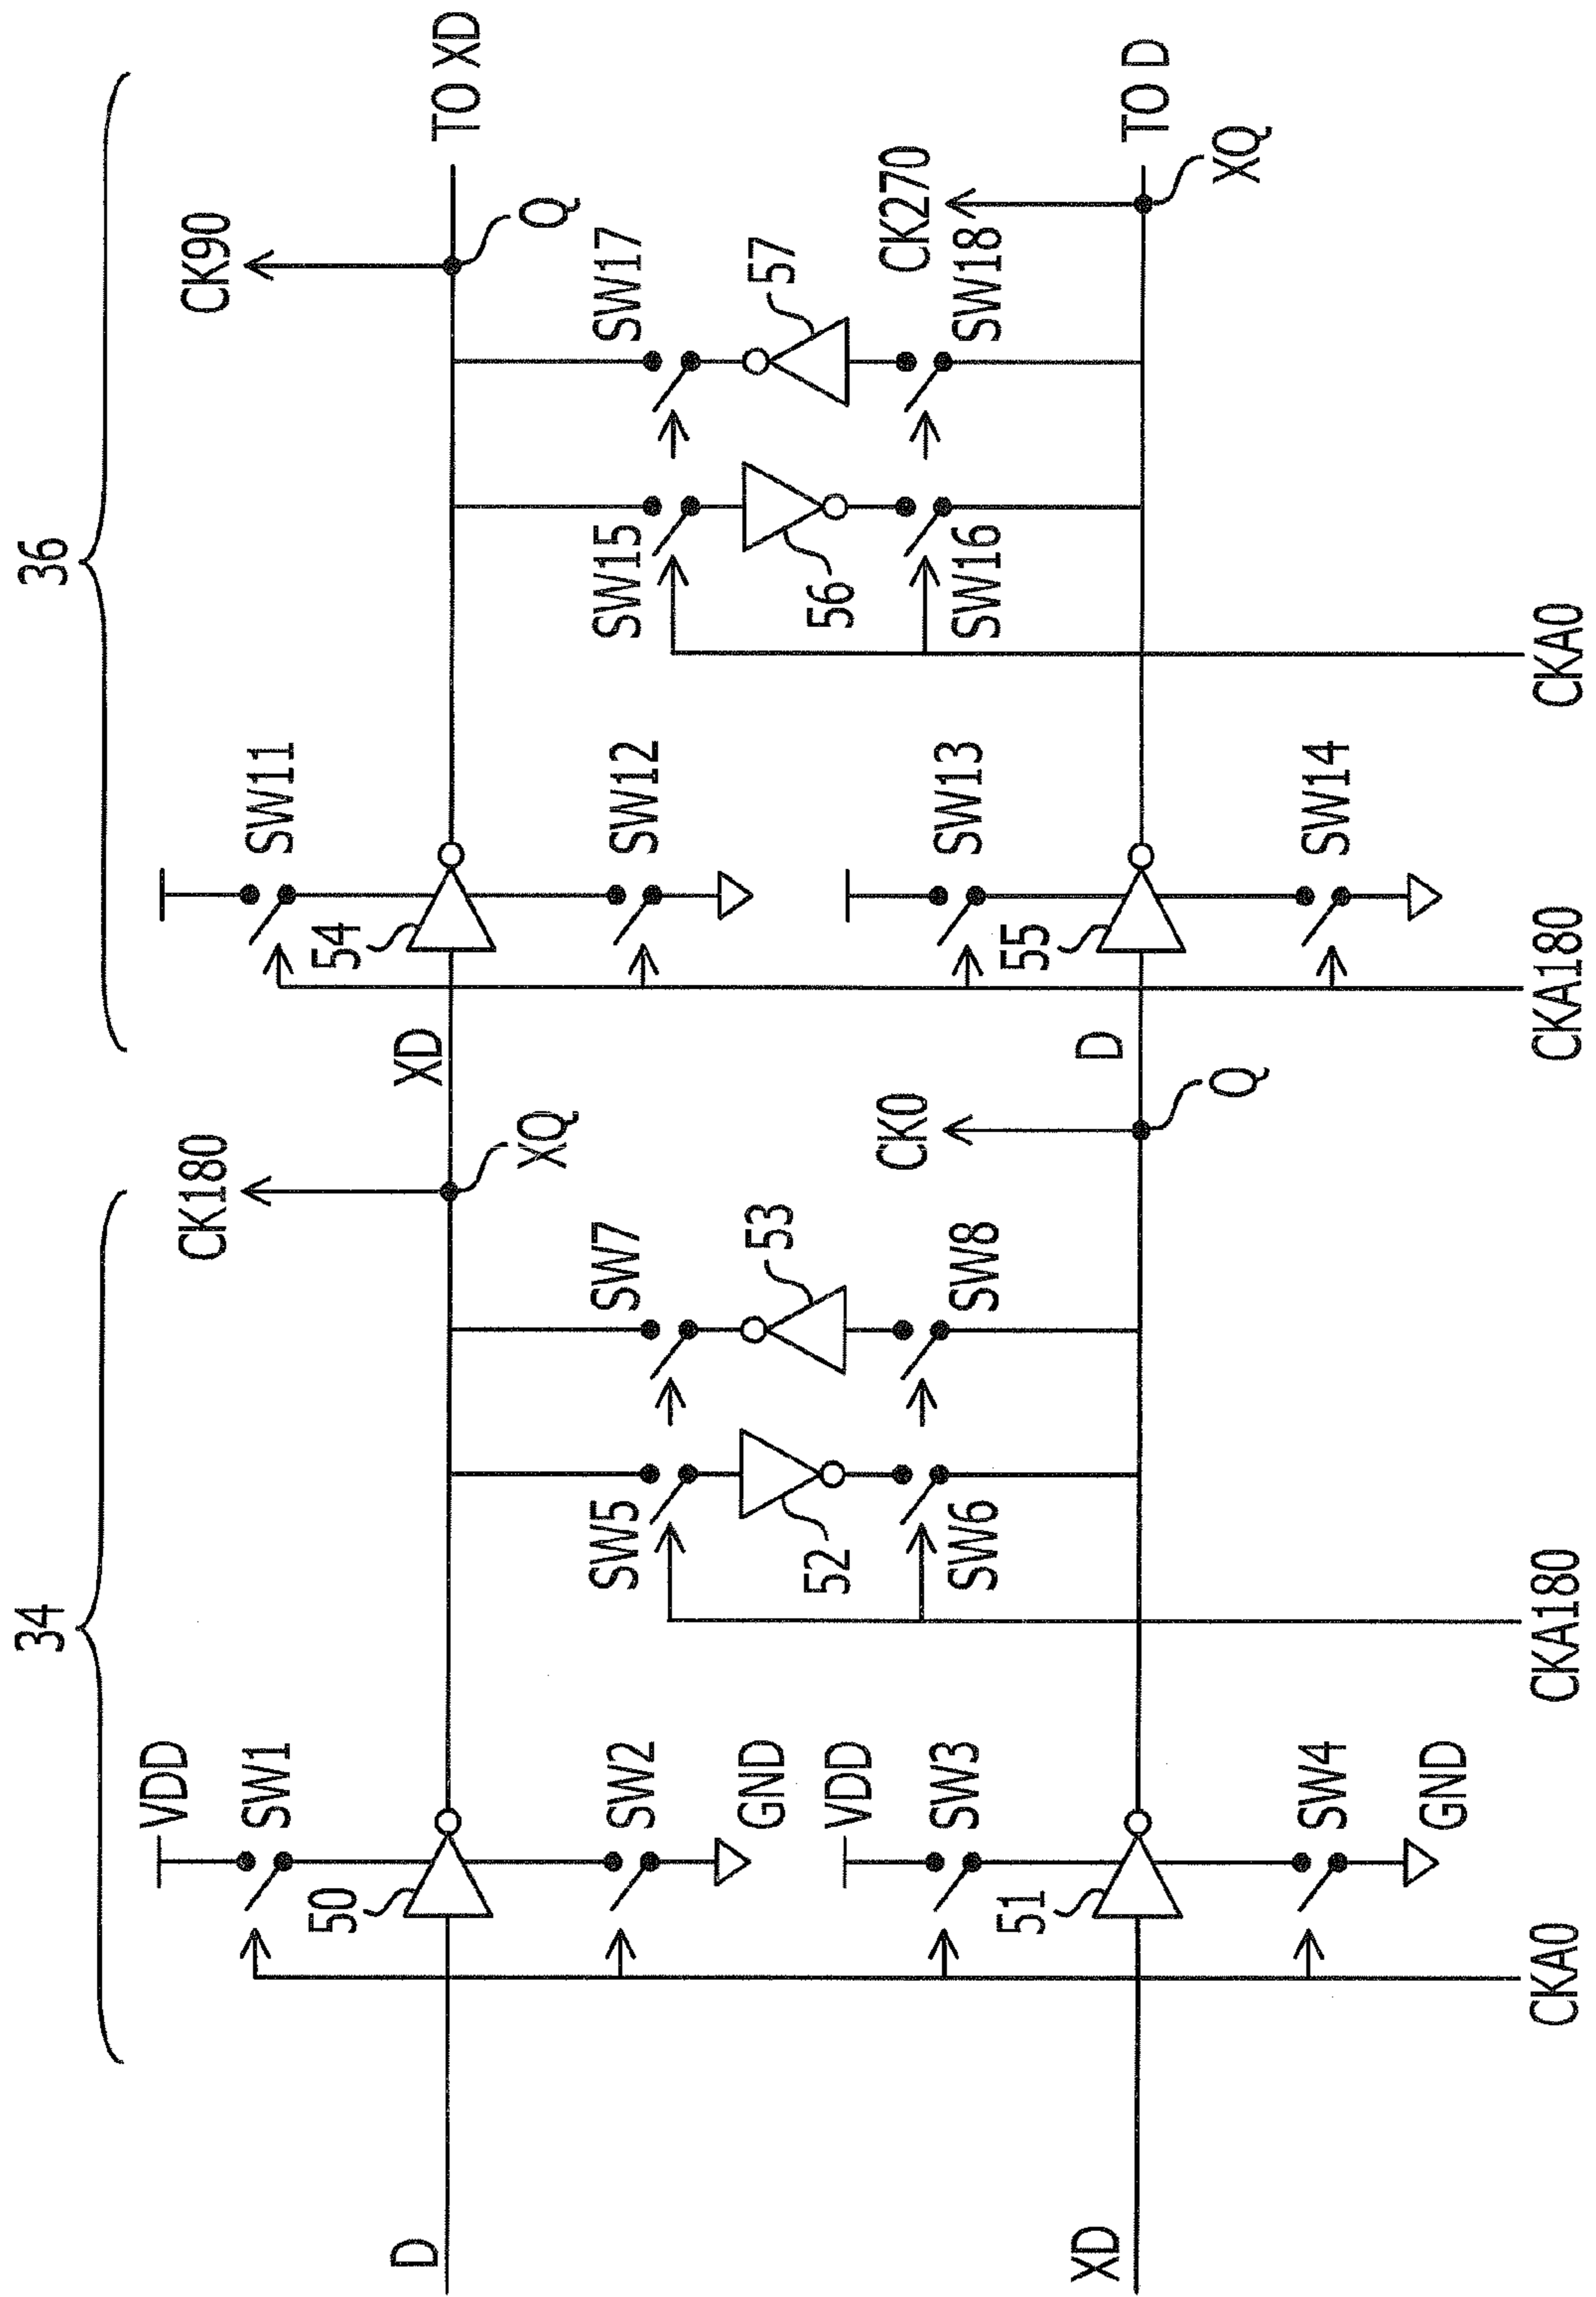 34
36
VDD
SW1
CK180
SW11
CK90
50
54
D
XQ
XD
Q
TO XD
SW2
SW5
SW7
SW12
SW15
SW17
GND
52
53
56
57
VDD
SW3
SW6
SW8
CK0
SW13
SW16
SW18
CK270
51
55
XD
Q
D
XQ
TO D
SW4
SW14
GND
CKA0
CKA180
CKA180
CKA0